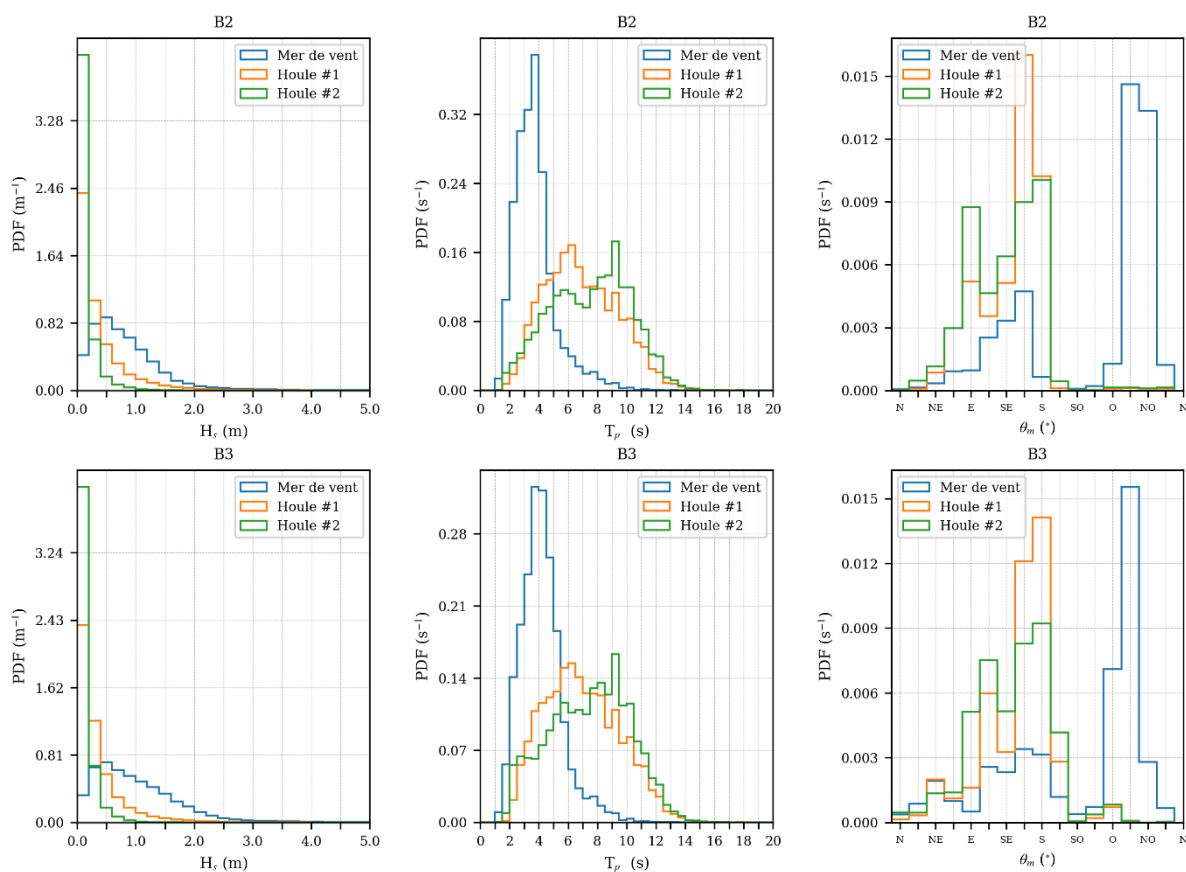 B2
PDF (m⁻¹)
3.28
2.46
1.64
0.82
0.00
0.0 1.0 2.0 3.0 4.0 5.0
Hₛ (m)
Mer de vent
Houle #1
Houle #2
B2
PDF (s⁻¹)
0.32
0.24
0.16
0.08
0.00
0 2 4 6 8 10 12 14 16 18 20
Tₚ (s)
Mer de vent
Houle #1
Houle #2
B2
PDF (s⁻¹)
0.015
0.012
0.009
0.006
0.003
0.000
N NE E SE S SO O NO N
θₘ (°)
Mer de vent
Houle #1
Houle #2
B3
PDF (m⁻¹)
3.24
2.43
1.62
0.81
0.00
0.0 1.0 2.0 3.0 4.0 5.0
Hₛ (m)
Mer de vent
Houle #1
Houle #2
B3
PDF (s⁻¹)
0.28
0.21
0.14
0.07
0.00
0 2 4 6 8 10 12 14 16 18 20
Tₚ (s)
Mer de vent
Houle #1
Houle #2
B3
PDF (s⁻¹)
0.015
0.012
0.009
0.006
0.003
0.000
N NE E SE S SO O NO N
θₘ (°)
Mer de vent
Houle #1
Houle #2